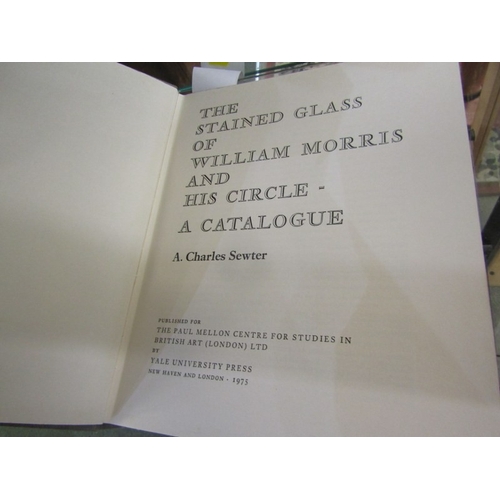 THE
STAINED GLASS
OF
WILLIAM MORRIS
AND
HIS CIRCLE -
A CATALOGUE
A. Charles Sewter
PUBLISHED FOR
THE PAUL MELLON CENTRE FOR STUDIES IN
BRITISH ART (LONDON) LTD
BY
YALE UNIVERSITY PRESS
NEW HAVEN AND LONDON · 1975